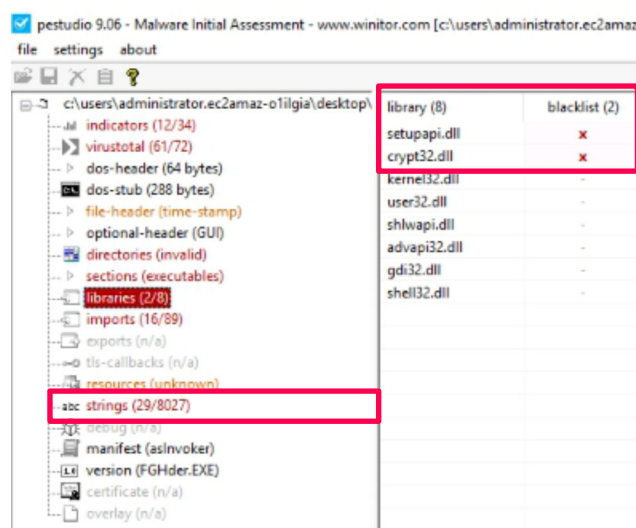 pestudio 9.06 - Malware Initial Assessment - www.winitor.com [c:\users\administrator.ec2amaz
file settings about
c:\users\administrator.ec2amaz-o1ilgia\desktop\
indicators (12/34)
virustotal (61/72)
dos-header (64 bytes)
dos-stub (288 bytes)
file-header (time-stamp)
optional-header (GUI)
directories (invalid)
sections (executables)
libraries (2/8)
imports (16/89)
exports (n/a)
tls-callbacks (n/a)
resources (unknown)
abc strings (29/8027)
debug (n/a)
manifest (asInvoker)
version (FGHder.EXE)
certificate (n/a)
overlay (n/a)
library (8) blacklist (2)
setupapi.dll x
crypt32.dll x
kernel32.dll -
user32.dll -
shlwapi.dll -
advapi32.dll -
gdi32.dll -
shell32.dll -